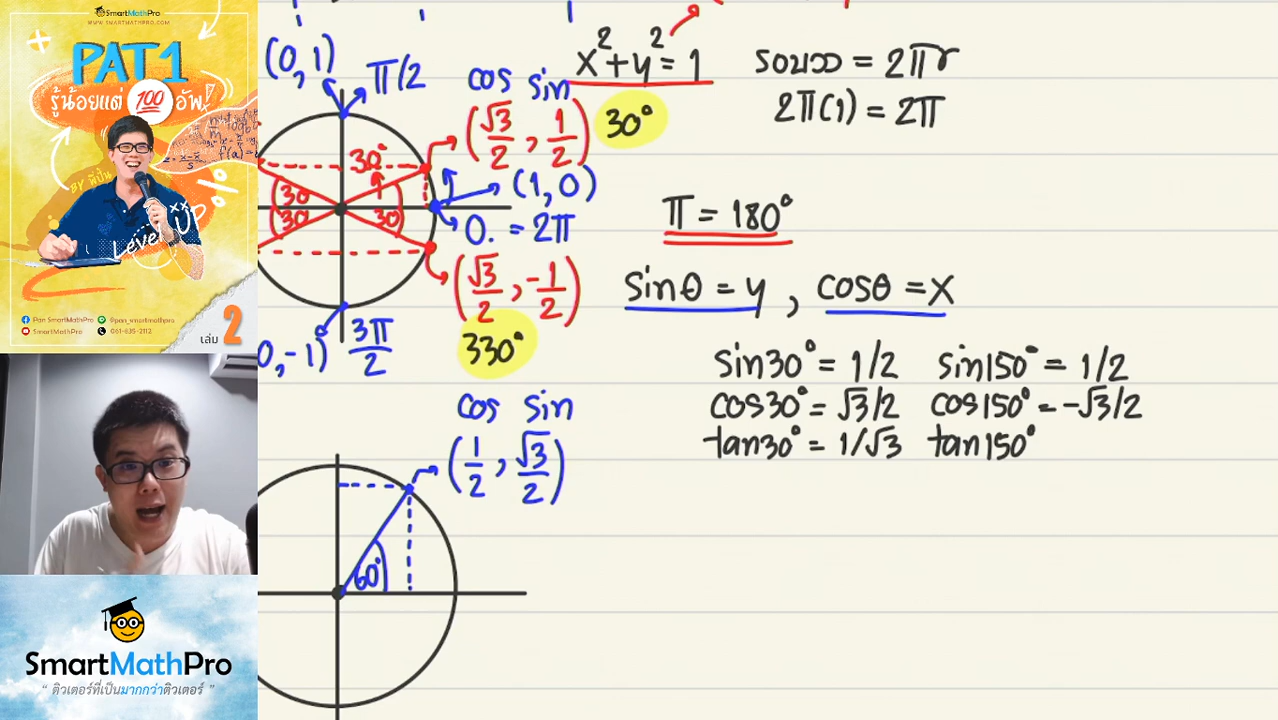 SmartMathPro
WWW.SMARTMATHPRO.COM
PAT1
รู้น้อยแต่ 100 อัพ!
BY พี่ปั้น
Level UP
Pan SmartMathPro @pan_smartmathpro
SmartMathPro 061-635-2112
เล่ม 2
SmartMathPro
“ ติวเตอร์ที่เป็นมากกว่าติวเตอร์ ”
(0, 1) π/2
cos sin
(√3/2, 1/2) 30°
30°
30 30 30
(1, 0)
0. = 2π
(√3/2, -1/2)
330°
0, -1) 3π/2
x²+y² = 1
รอบวง = 2πr
2π(1) = 2π
π = 180°
sinθ = y , cosθ = x
sin30° = 1/2 sin150° = 1/2
cos30° = √3/2 cos150° = -√3/2
tan30° = 1/√3 tan150°
cos sin
(1/2, √3/2)
60°